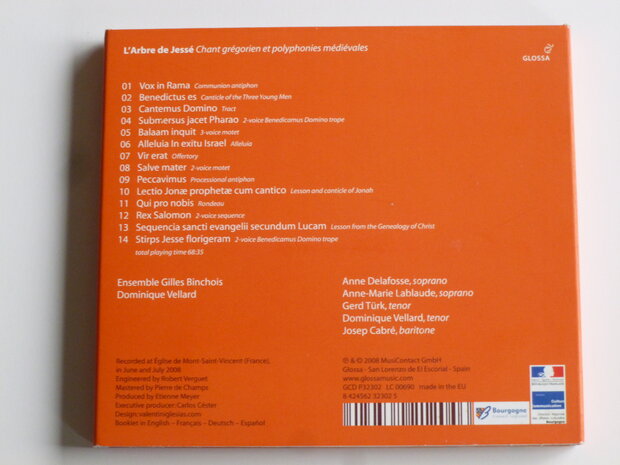 L'Arbre de Jessé Chant grégorien et polyphonies médiévales
GLOSSA
01 Vox in Rama Communion antiphon
02 Benedictus es Canticle of the Three Young Men
03 Cantemus Domino Tract
04 Submersus jacet Pharao 2-voice Benedicamus Domino trope
05 Balaam inquit 3-voice motet
06 Alleluia In exitu Israel Alleluia
07 Vir erat Offertory
08 Salve mater 2-voice motet
09 Peccavimus Processional antiphon
10 Lectio Jonæ prophetæ cum cantico Lesson and canticle of Jonah
11 Qui pro nobis Rondeau
12 Rex Salomon 2-voice sequence
13 Sequencia sancti evangelii secundum Lucam Lesson from the Genealogy of Christ
14 Stirps Jesse florigeram 2-voice Benedicamus Domino trope
total playing time 68:35
Ensemble Gilles Binchois
Dominique Vellard
Anne Delafosse, soprano
Anne-Marie Lablaude, soprano
Gerd Türk, tenor
Dominique Vellard, tenor
Josep Cabré, baritone
Recorded at Église de Mont-Saint-Vincent (France),
in June and July 2008
Engineered by Robert Verguet
Mastered by Pierre de Champs
Produced by Etienne Meyer
Executive producer: Carlos Céster
Design: valentiniglesias.com
Booklet in English – Français – Deutsch – Español
℗ & © 2008 MusiContact GmbH
Glossa - San Lorenzo de El Escorial - Spain
www.glossamusic.com
GCD P32302 LC 00690 made in the EU
8 424562 32302 5
Bourgogne
Culture
Communication